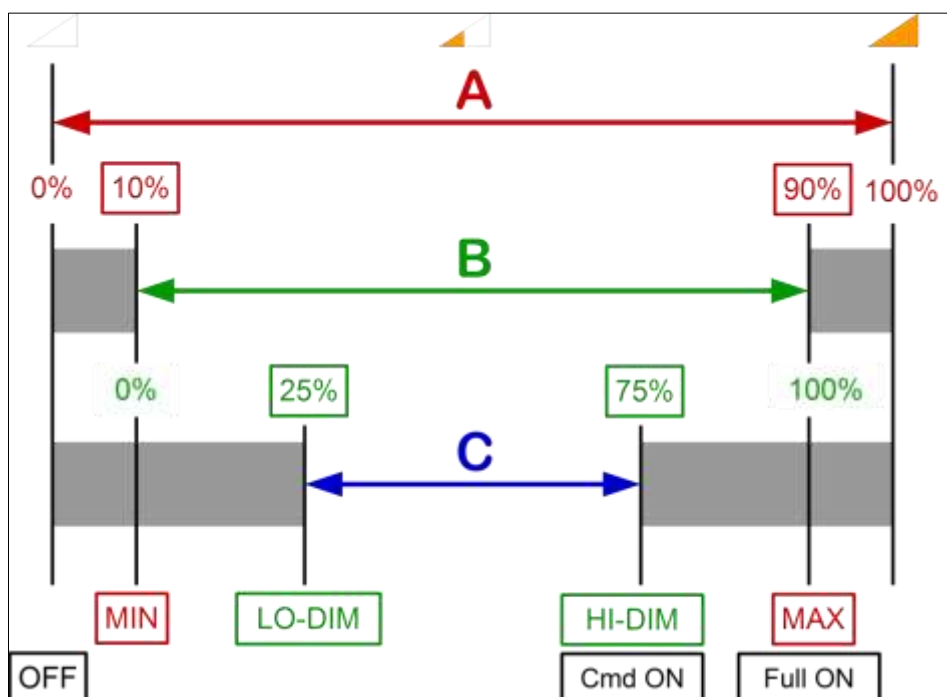 A
0% 10% 90% 100%
B
0% 25% 75% 100%
C
MIN LO-DIM HI-DIM MAX
OFF Cmd ON Full ON